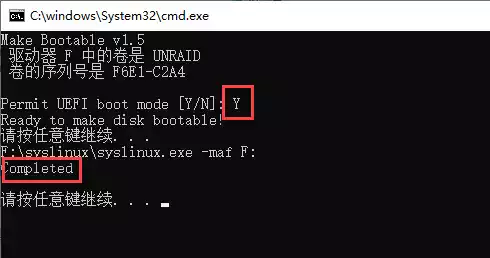 C:\windows\System32\cmd.exe
Make Bootable v1.5
驱动器 F 中的卷是 UNRAID
卷的序列号是 F6E1-C2A4
Permit UEFI boot mode [Y/N]: Y
Ready to make disk bootable!
请按任意键继续. . .
F:\syslinux\syslinux.exe -maf F:
Completed
请按任意键继续. . .